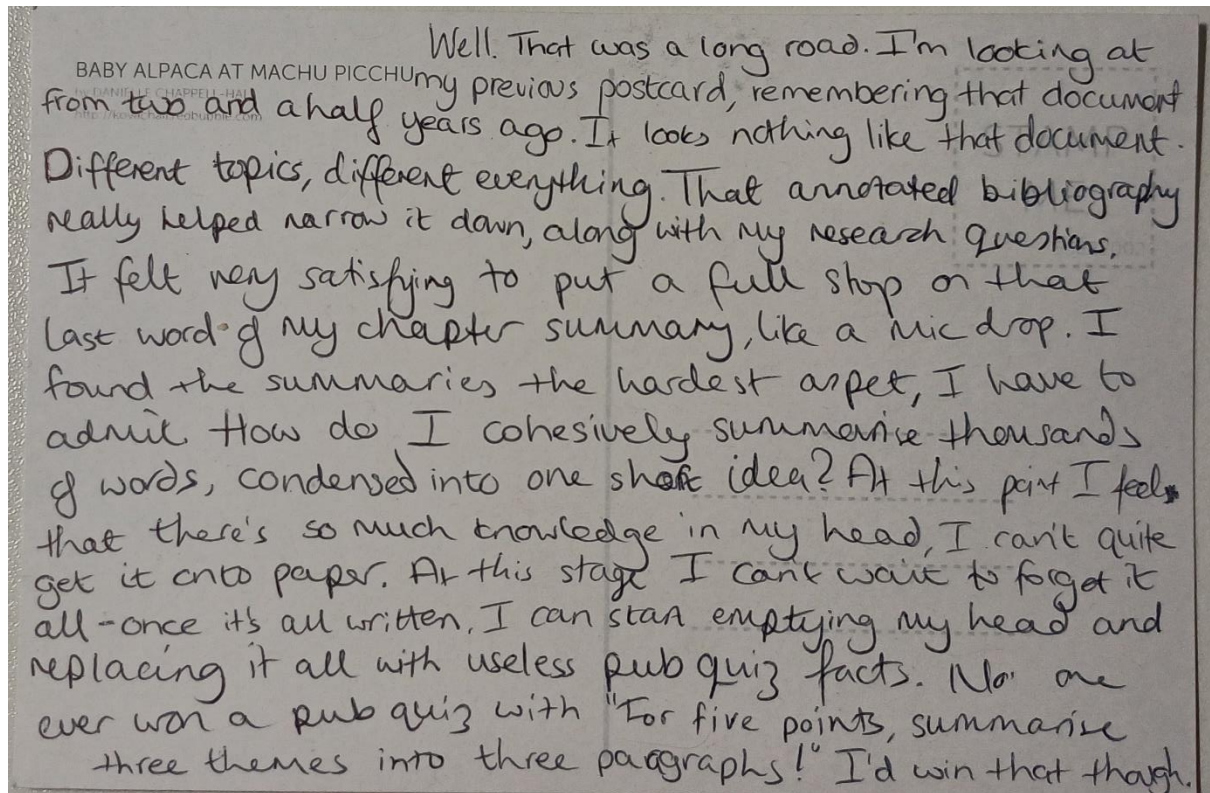 Well. That was a long road. I'm looking at
BABY ALPACA AT MACHU PICCHU my previous postcard, remembering that document
DANIELLE CHAPPELL-HALL
from two and a half years ago. It looks nothing like that document.
Different topics, different everything. That annotated bibliography
really helped narrow it down, along with my research questions.
It felt very satisfying to put a full stop on that
last word of my chapter summary, like a mic drop. I
found the summaries the hardest aspet, I have to
admit. How do I cohesively summarise thousands
of words, condensed into one short idea? At this point I feel
that there's so much knowledge in my head, I can't quite
get it onto paper. At this stage I can't wait to forget it
all - once it's all written, I can start emptying my head and
replacing it all with useless pub quiz facts. No one
ever won a pub quiz with "For five points, summarise
three themes into three paragraphs!" I'd win that though.